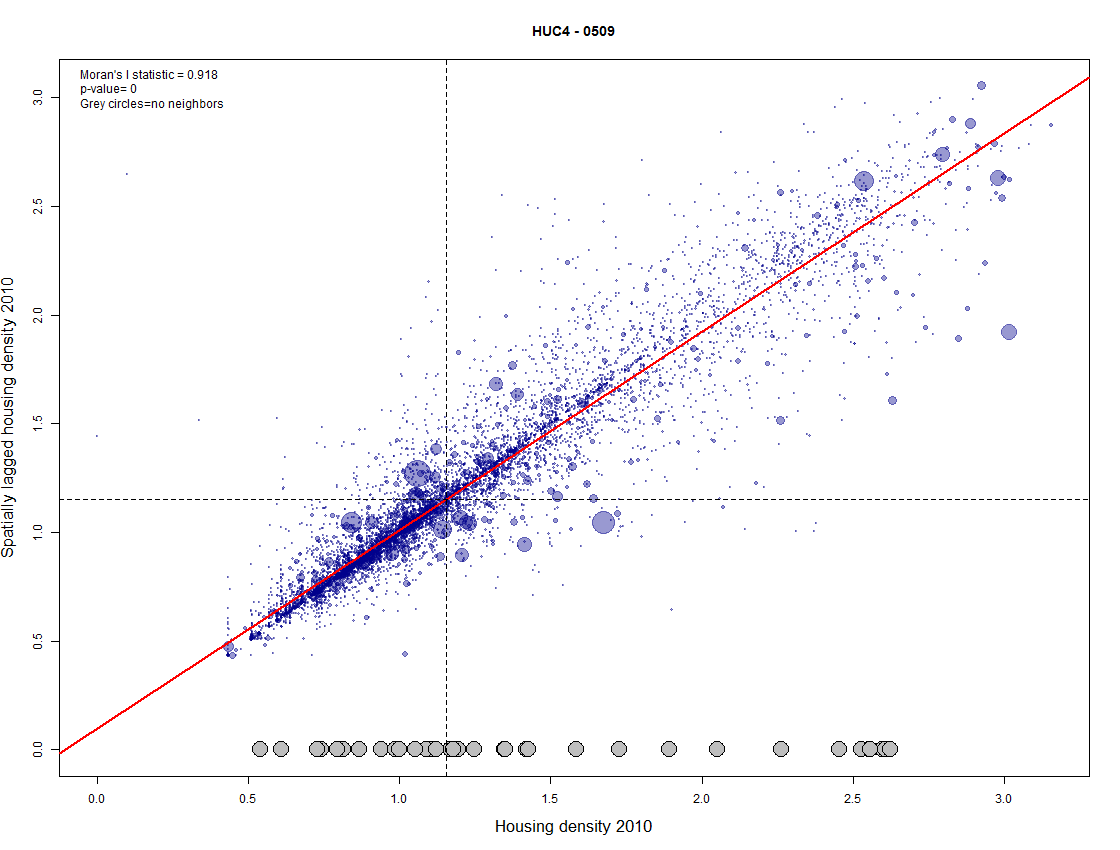 HUC4 - 0509
Moran's I statistic = 0.918
p-value= 0
Grey circles=no neighbors
Spatially lagged housing density 2010
3.0
2.5
2.0
1.5
1.0
0.5
0.0
0.0 0.5 1.0 1.5 2.0 2.5 3.0
Housing density 2010